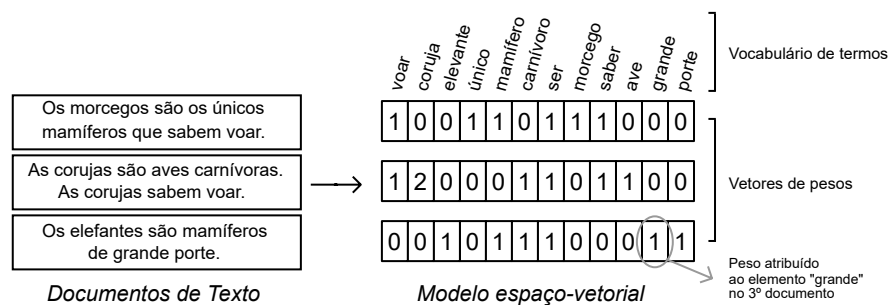 voar
coruja
elevante
único
mamífero
carnívoro
ser
morcego
saber
ave
grande
porte
Vocabulário de termos
Os morcegos são os únicos
mamíferos que sabem voar.
1 0 0 1 1 0 1 1 1 0 0 0
As corujas são aves carnívoras.
As corujas sabem voar.
1 2 0 0 0 1 1 0 1 1 0 0
Vetores de pesos
Os elefantes são mamíferos
de grande porte.
0 0 1 0 1 1 1 0 0 0 1 1
Peso atribuído
ao elemento "grande"
no 3º documento
Documentos de Texto
Modelo espaço-vetorial